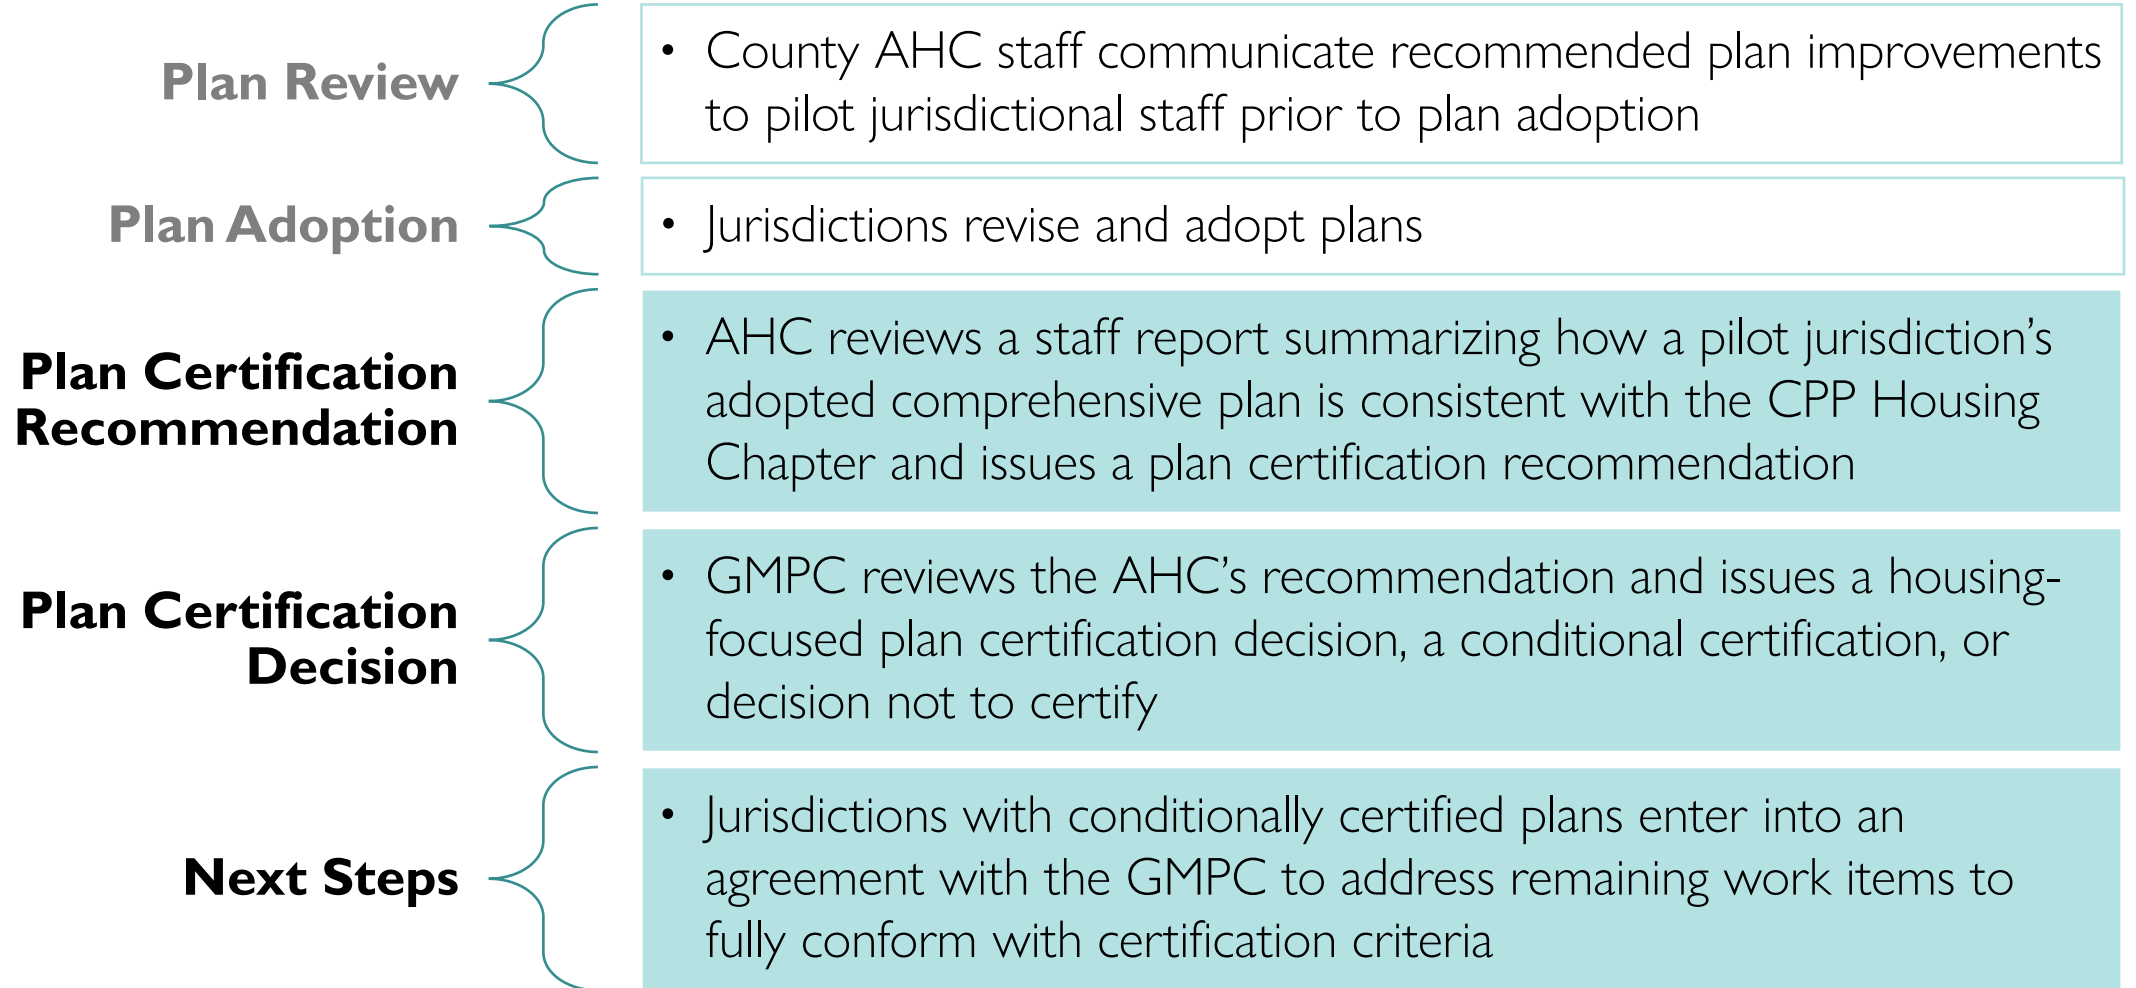 Plan Review
• County AHC staff communicate recommended plan improvements
to pilot jurisdictional staff prior to plan adoption
Plan Adoption
• Jurisdictions revise and adopt plans
Plan Certification
Recommendation
• AHC reviews a staff report summarizing how a pilot jurisdiction’s
adopted comprehensive plan is consistent with the CPP Housing
Chapter and issues a plan certification recommendation
Plan Certification
Decision
• GMPC reviews the AHC’s recommendation and issues a housing-
focused plan certification decision, a conditional certification, or
decision not to certify
Next Steps
• Jurisdictions with conditionally certified plans enter into an
agreement with the GMPC to address remaining work items to
fully conform with certification criteria